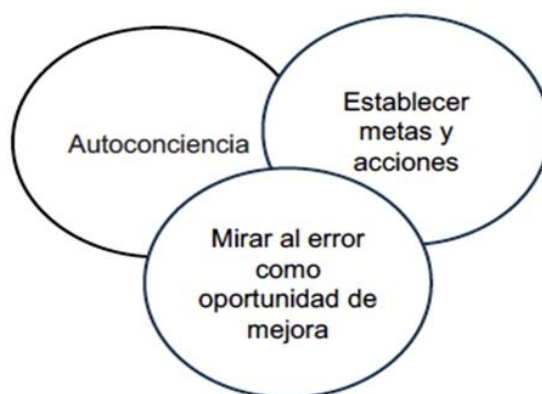 Autoconciencia
Establecer
metas y
acciones
Mirar al error
como
oportunidad de
mejora